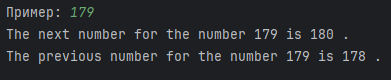 Пример: 179
The next number for the number 179 is 180 .
The previous number for the number 179 is 178 .